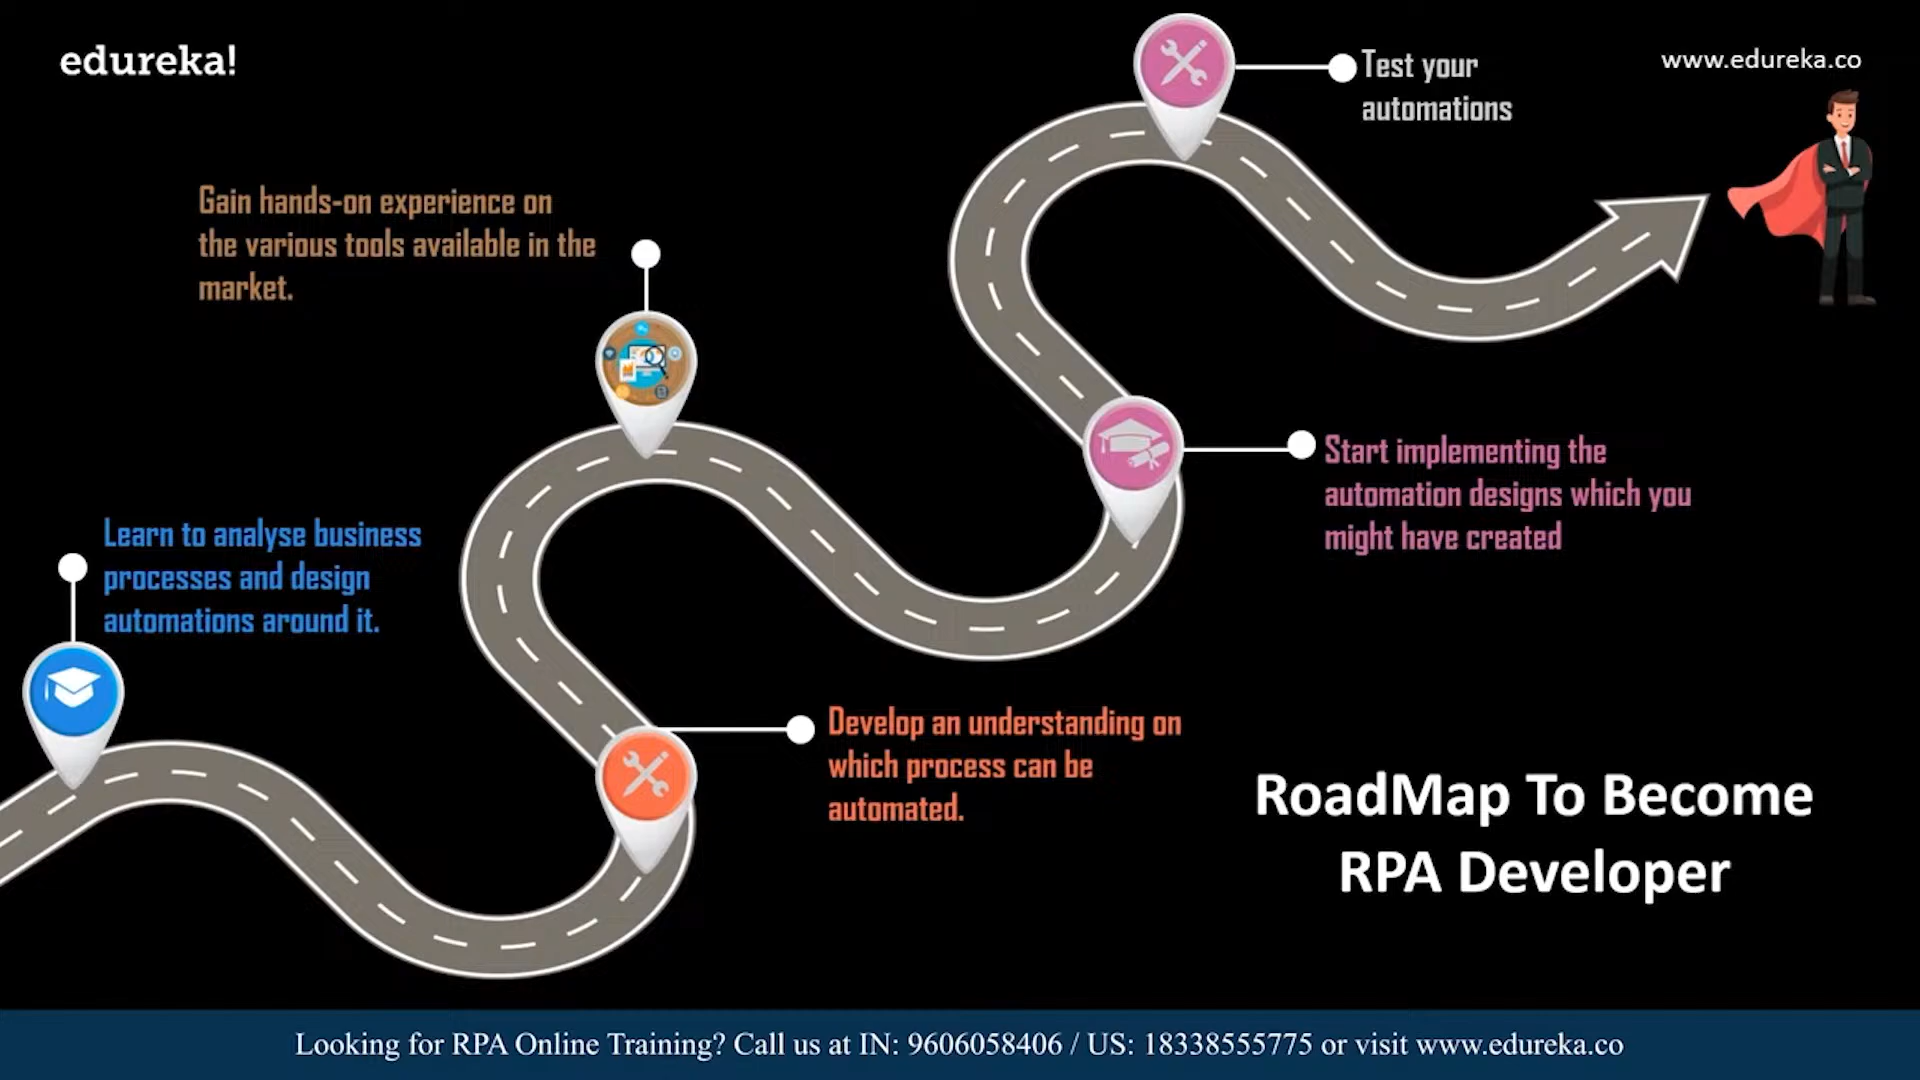 edureka!
www.edureka.co
Test your
automations
Gain hands-on experience on
the various tools available in the
market.
Start implementing the
automation designs which you
might have created
Learn to analyse business
processes and design
automations around it.
Develop an understanding on
which process can be
automated.
RoadMap To Become
RPA Developer
Looking for RPA Online Training? Call us at IN: 9606058406 / US: 18338555775 or visit www.edureka.co